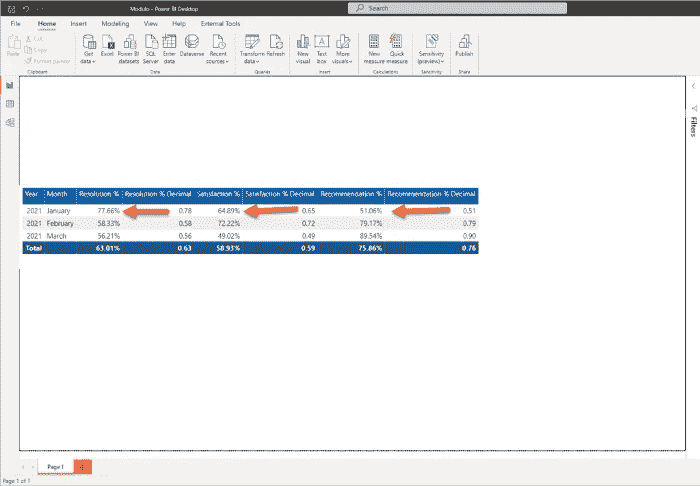 Modulo - Power BI Desktop
Search
File Home Insert Modeling View Help External Tools
Paste
Cut
Copy
Format painter
Clipboard
Get data
Excel
Power BI datasets
SQL Server
Enter data
Dataverse
Recent sources
Data
Transform data
Refresh
Queries
New visual
Text box
More visuals
Insert
New measure
Quick measure
Calculations
Sensitivity (preview)
Sensitivity
Publish
Share
Filters
Year Month Resolution % Resolution % Decimal Satisfaction % Satisfaction % Decimal Recommendation % Recommendation % Decimal
2021 January 77.66% 0.78 64.89% 0.65 51.06% 0.51
2021 February 58.33% 0.58 72.22% 0.72 79.17% 0.79
2021 March 56.21% 0.56 49.02% 0.49 89.54% 0.90
Total 63.01% 0.63 58.93% 0.59 75.86% 0.76
Page 1
Page 1 of 1